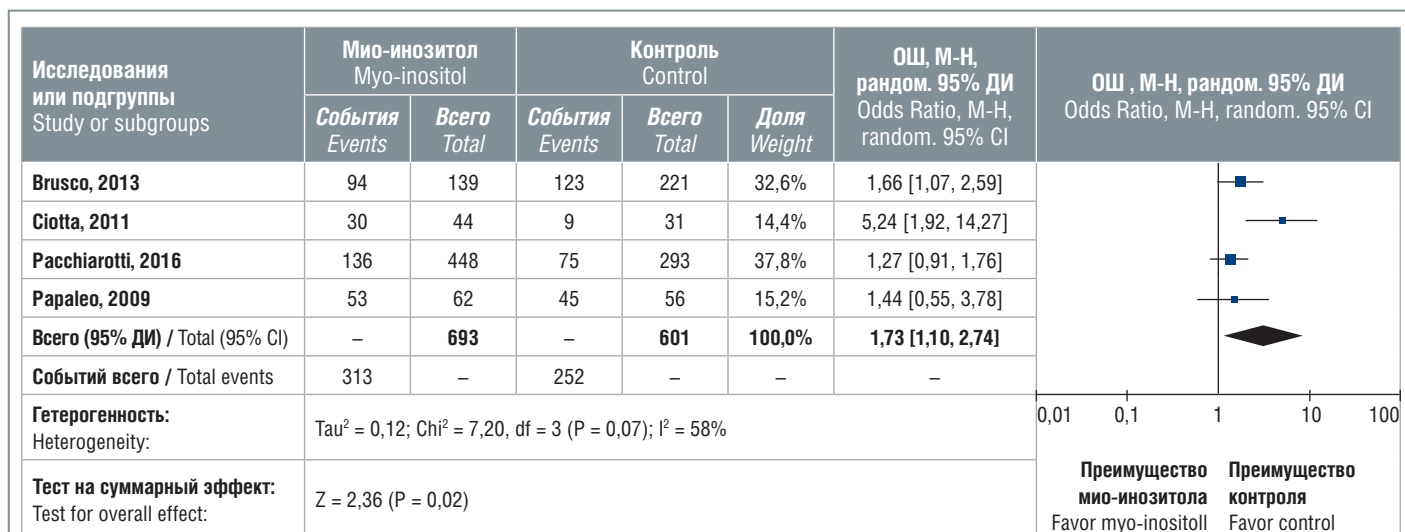 Исследования
или подгруппы
Study or subgroups
Мио-инозитол
Myo-inositol
Контроль
Control
ОШ, М-Н,
рандом. 95% ДИ
Odds Ratio, M-H,
random. 95% CI
ОШ , М-Н, рандом. 95% ДИ
Odds Ratio, M-H, random. 95% CI
События
Events
Всего
Total
События
Events
Всего
Total
Доля
Weight
Brusco, 2013 94 139 123 221 32,6% 1,66 [1,07, 2,59]
Ciotta, 2011 30 44 9 31 14,4% 5,24 [1,92, 14,27]
Pacchiarotti, 2016 136 448 75 293 37,8% 1,27 [0,91, 1,76]
Papaleo, 2009 53 62 45 56 15,2% 1,44 [0,55, 3,78]
Всего (95% ДИ) / Total (95% CI) – 693 – 601 100,0% 1,73 [1,10, 2,74]
Событий всего / Total events 313 – 252 – – –
Гетерогенность:
Heterogeneity:
Tau² = 0,12; Chi² = 7,20, df = 3 (P = 0,07); I² = 58%
Тест на суммарный эффект:
Test for overall effect:
Z = 2,36 (P = 0,02)
0,01 0,1 1 10 100
Преимущество
мио-инозитола
Favor myo-inositoll
Преимущество
контроля
Favor control